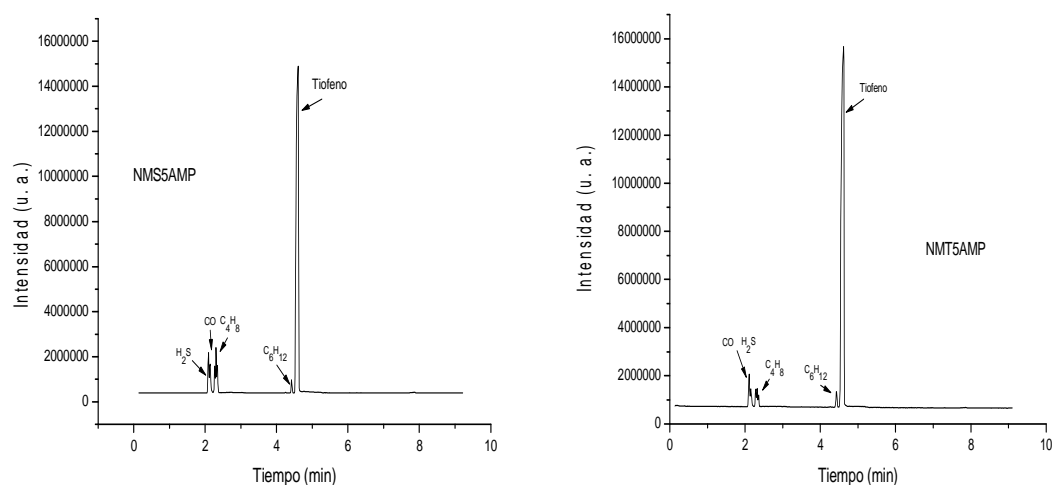 16000000
14000000
12000000
10000000
8000000
6000000
4000000
2000000
0
Intensidad (u. a.)
NMS5AMP
Tiofeno
H2S
CO
C4H8
C6H12
0 2 4 6 8 10
Tiempo (min)
16000000
14000000
12000000
10000000
8000000
6000000
4000000
2000000
0
Intensidad (u. a.)
Tiofeno
NMT5AMP
CO
H2S
C4H8
C6H12
0 2 4 6 8 10
Tiempo (min)